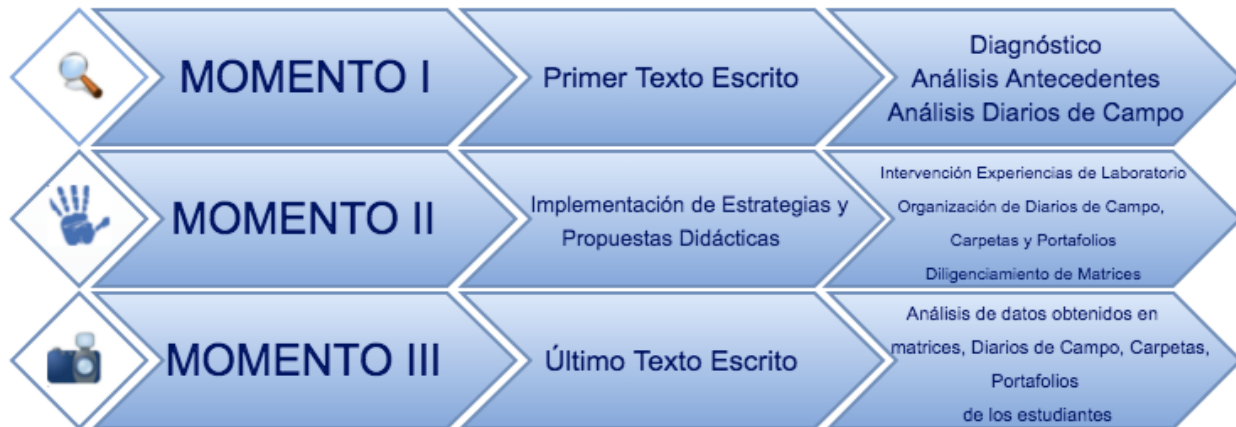 MOMENTO I
Primer Texto Escrito
Diagnóstico
Análisis Antecedentes
Análisis Diarios de Campo
MOMENTO II
Implementación de Estrategias y
Propuestas Didácticas
Intervención Experiencias de Laboratorio
Organización de Diarios de Campo,
Carpetas y Portafolios
Diligenciamiento de Matrices
MOMENTO III
Último Texto Escrito
Análisis de datos obtenidos en
matrices, Diarios de Campo, Carpetas,
Portafolios
de los estudiantes